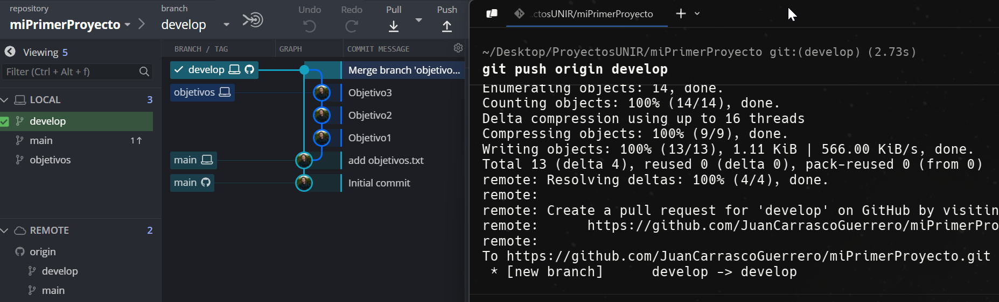 repository
miPrimerProyecto
branch
develop
Undo
Redo
Pull
Push
Viewing 5
Filter (Ctrl + Alt + f)
LOCAL 3
develop
main 1↑
objetivos
REMOTE 2
origin
develop
main
BRANCH / TAG
GRAPH
COMMIT MESSAGE
develop
Merge branch 'objetivo...
objetivos
Objetivo3
Objetivo2
Objetivo1
main
add objetivos.txt
main
Initial commit
ctosUNIR/miPrimerProyecto
~/Desktop/ProyectosUNIR/miPrimerProyecto git:(develop) (2.73s)
git push origin develop
Enumerating objects: 14, done.
Counting objects: 100% (14/14), done.
Delta compression using up to 16 threads
Compressing objects: 100% (9/9), done.
Writing objects: 100% (13/13), 1.11 KiB | 566.00 KiB/s, done.
Total 13 (delta 4), reused 0 (delta 0), pack-reused 0 (from 0)
remote: Resolving deltas: 100% (4/4), done.
remote:
remote: Create a pull request for 'develop' on GitHub by visitin
remote:      https://github.com/JuanCarrascoGuerrero/miPrimerPro
remote:
To https://github.com/JuanCarrascoGuerrero/miPrimerProyecto.git
 * [new branch]      develop -> develop